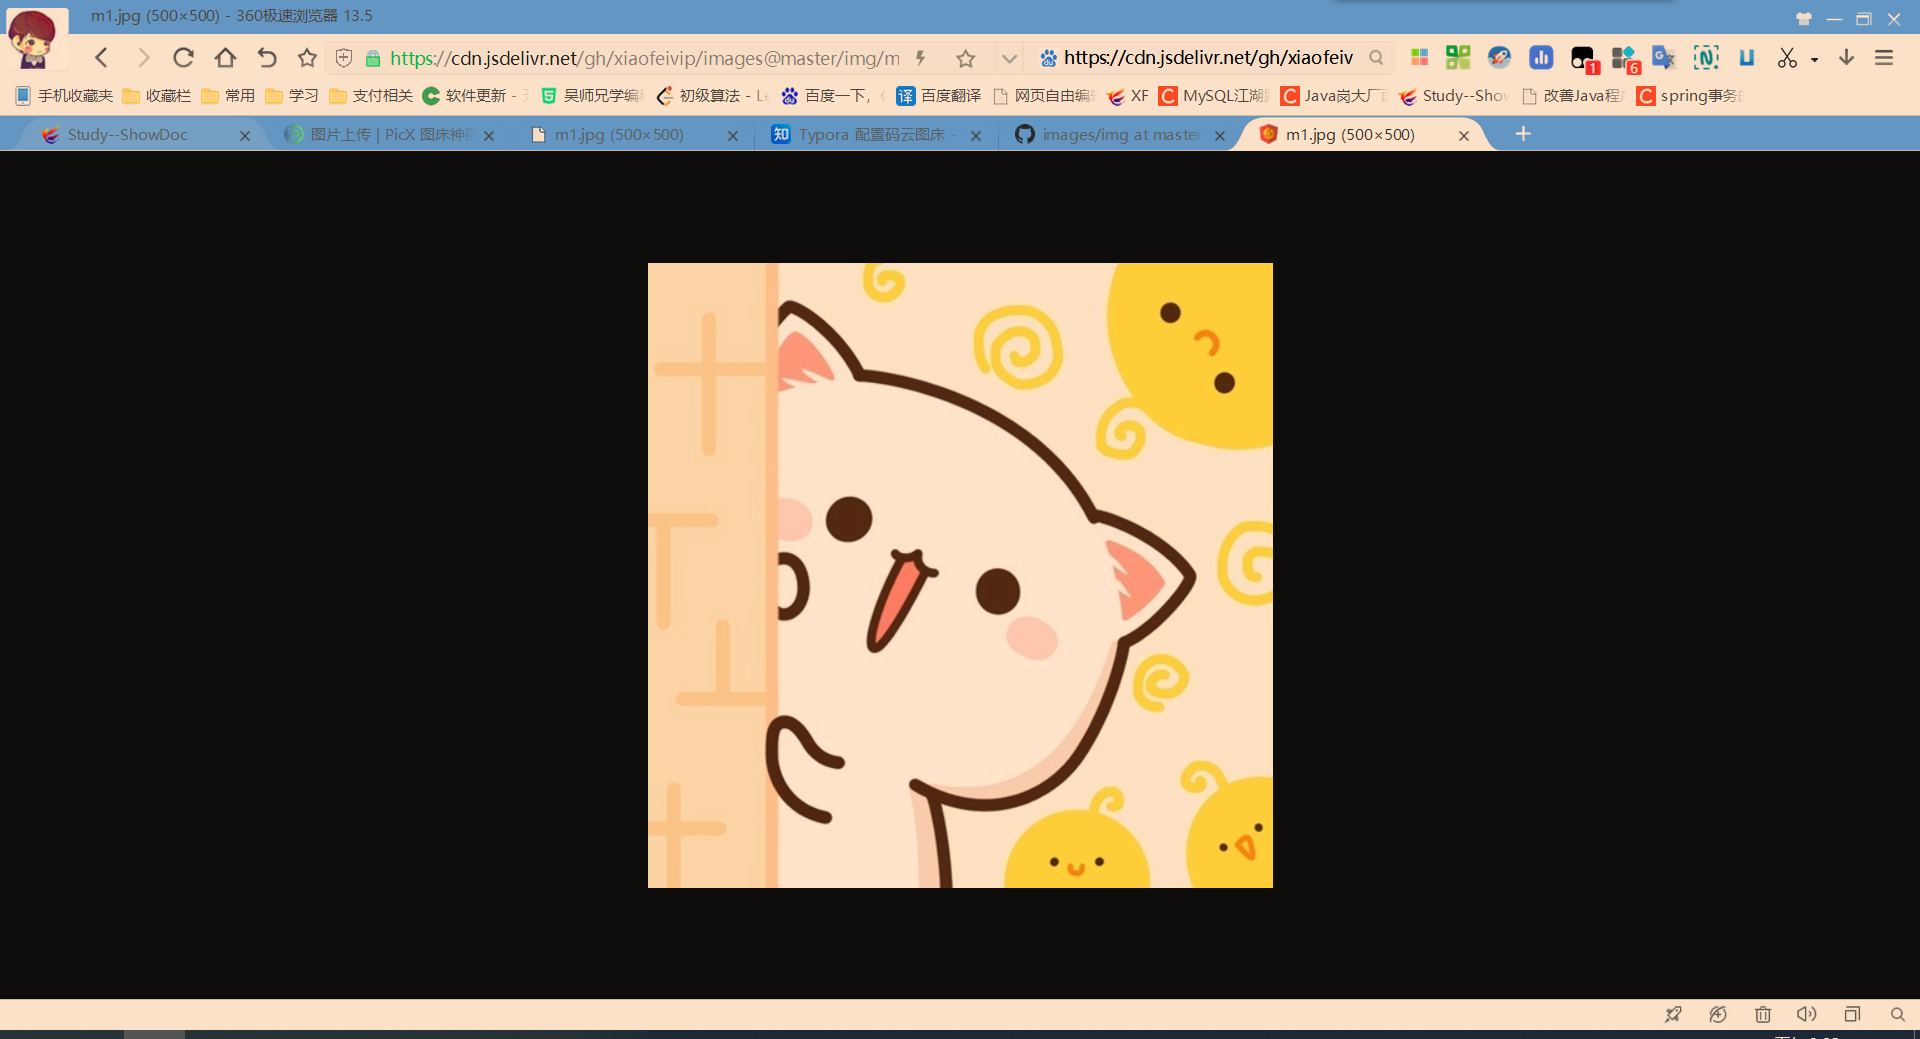 m1.jpg (500×500) - 360极速浏览器 13.5
https://cdn.jsdelivr.net/gh/xiaofeivip/images@master/img/m
https://cdn.jsdelivr.net/gh/xiaofeiv
1
6
手机收藏夹 收藏栏 常用 学习 支付相关 软件更新 - 吴师兄学编 初级算法 - Le 百度一下, 百度翻译 网页自由编 XF MySQL江湖 Java岗大厂 Study--Show 改善Java程 spring事务
Study--ShowDoc 图片上传 | PicX 图床神 m1.jpg (500×500) Typora 配置码云图床 - images/img at master m1.jpg (500×500)